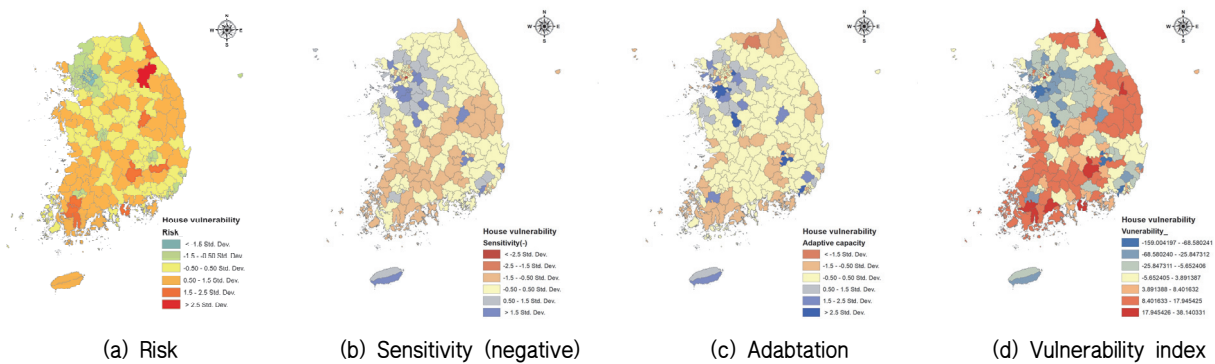 N
W E
S
House vulnerability
Risk
< -1.5 Std. Dev.
-1.5 - -0.50 Std. Dev.
-0.50 - 0.50 Std. Dev.
0.50 - 1.5 Std. Dev.
1.5 - 2.5 Std. Dev.
> 2.5 Std. Dev.
(a) Risk
N
W E
S
House vulnerability
Sensitivity(-)
< -2.5 Std. Dev.
-2.5 - -1.5 Std. Dev.
-1.5 - -0.50 Std. Dev.
-0.50 - 0.50 Std. Dev.
0.50 - 1.5 Std. Dev.
> 1.5 Std. Dev.
(b) Sensitivity (negative)
N
W E
S
House vulnerability
Adaptive capacity
< -1.5 Std. Dev.
-1.5 - -0.50 Std. Dev.
-0.50 - 0.50 Std. Dev.
0.50 - 1.5 Std. Dev.
1.5 - 2.5 Std. Dev.
> 2.5 Std. Dev.
(c) Adabtation
N
W E
S
House vulnerability
Vunerability_
-159.004197 - -68.580241
-68.580240 - -25.847312
-25.847311 - -5.652406
-5.652405 - 3.891387
3.891388 - 8.401632
8.401633 - 17.945425
17.945426 - 38.140331
(d) Vulnerability index